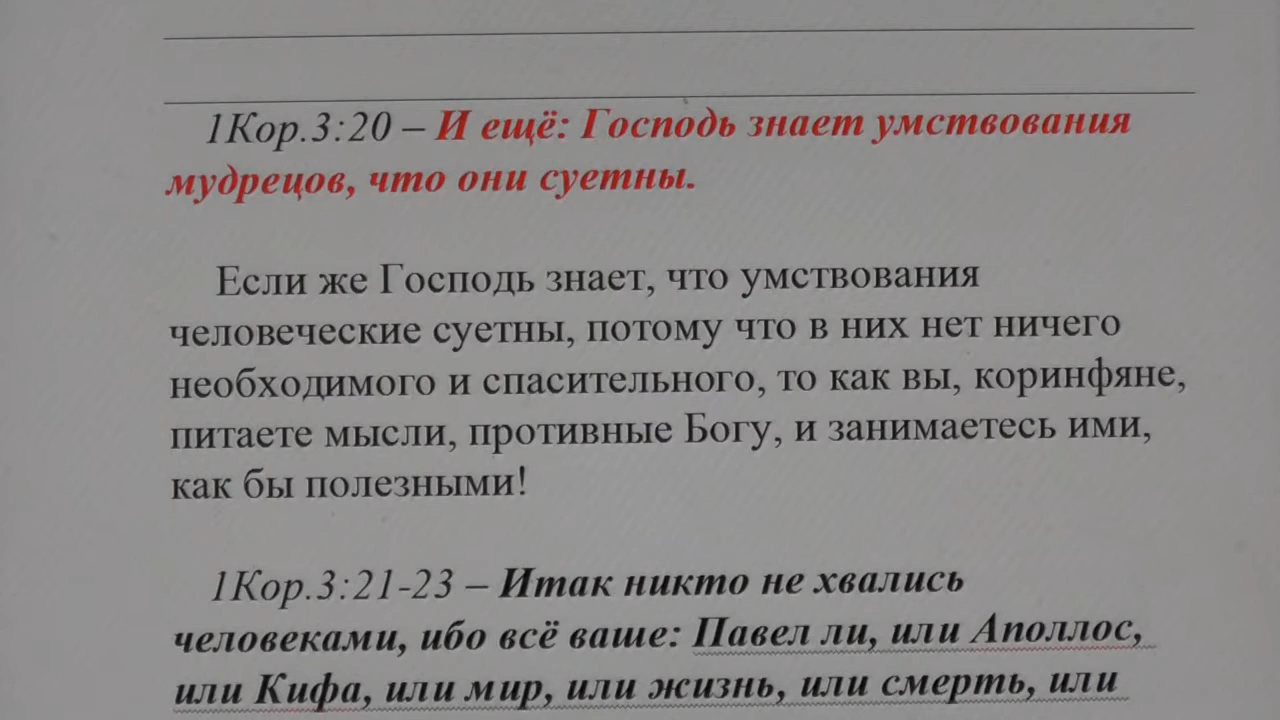 1Кор.3:20 – И ещё: Господь знает умствования
мудрецов, что они суетны.
Если же Господь знает, что умствования
человеческие суетны, потому что в них нет ничего
необходимого и спасительного, то как вы, коринфяне,
питаете мысли, противные Богу, и занимаетесь ими,
как бы полезными!
1Кор.3:21-23 – Итак никто не хвались
человеками, ибо всё ваше: Павел ли, или Аполлос,
или Кифа, или мир, или жизнь, или смерть, или